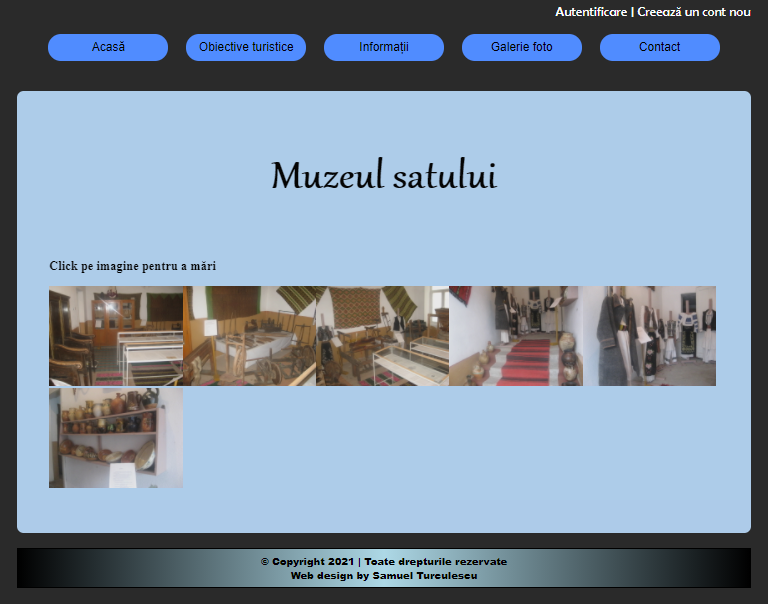 Autentificare | Creează un cont nou
Acasă
Obiective turistice
Informații
Galerie foto
Contact
Muzeul satului
Click pe imagine pentru a mări
© Copyright 2021 | Toate drepturile rezervate
Web design by Samuel Turculescu